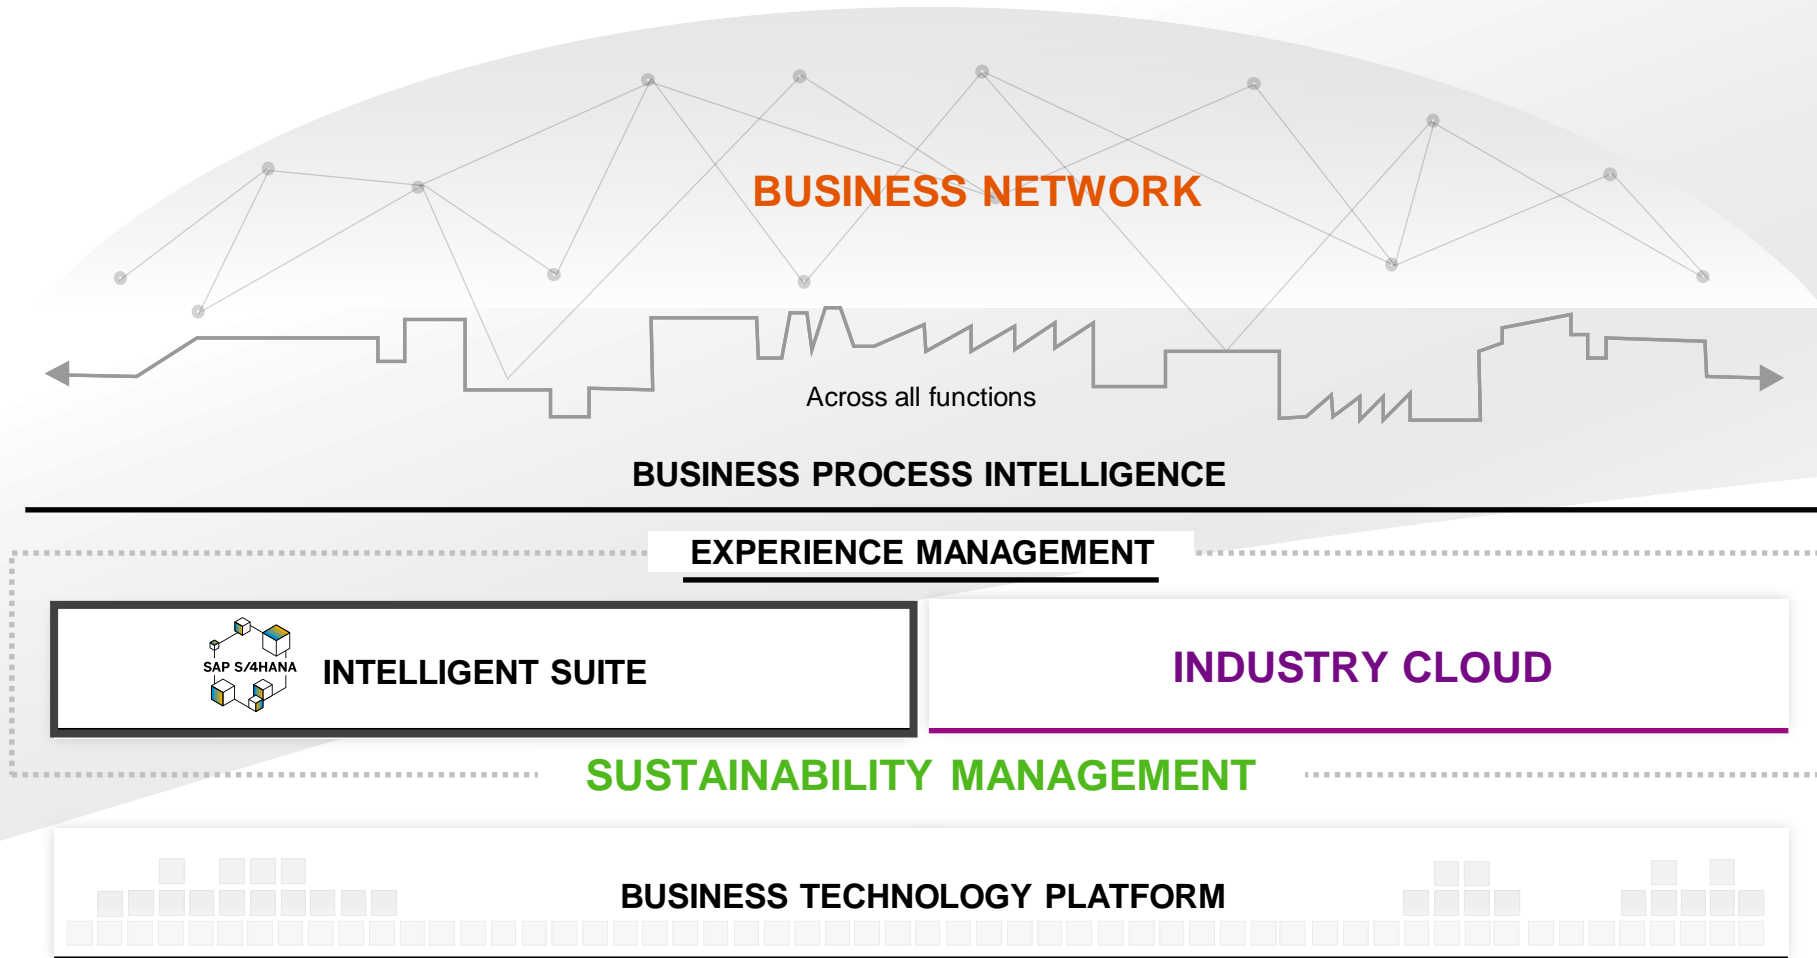 BUSINESS NETWORK
Across all functions
BUSINESS PROCESS INTELLIGENCE
EXPERIENCE MANAGEMENT
SAP S/4HANA
INTELLIGENT SUITE
INDUSTRY CLOUD
SUSTAINABILITY MANAGEMENT
BUSINESS TECHNOLOGY PLATFORM